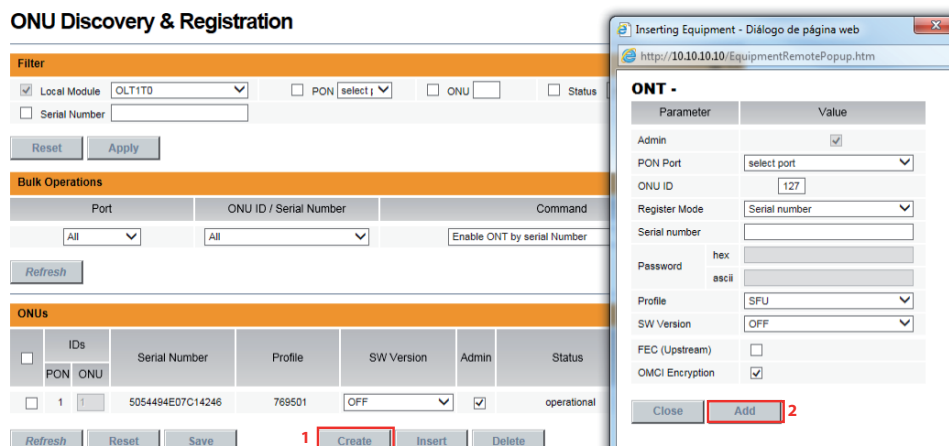 ONU Discovery & Registration
Filter
Local Module OLT1T0 PON select ONU Status
Serial Number
Reset Apply
Bulk Operations
Port ONU ID / Serial Number Command
All All Enable ONT by serial Number
Refresh
ONUs
IDs Serial Number Profile SW Version Admin Status
PON ONU
1 1 5054494E07C14246 769501 OFF operational
Refresh Reset Save 1 Create Insert Delete
Inserting Equipment - Diálogo de página web
http://10.10.10.10/EquipmentRemotePopup.htm
ONT -
Parameter Value
Admin
PON Port select port
ONU ID 127
Register Mode Serial number
Serial number
Password hex
ascii
Profile SFU
SW Version OFF
FEC (Upstream)
OMCI Encryption
Close Add 2